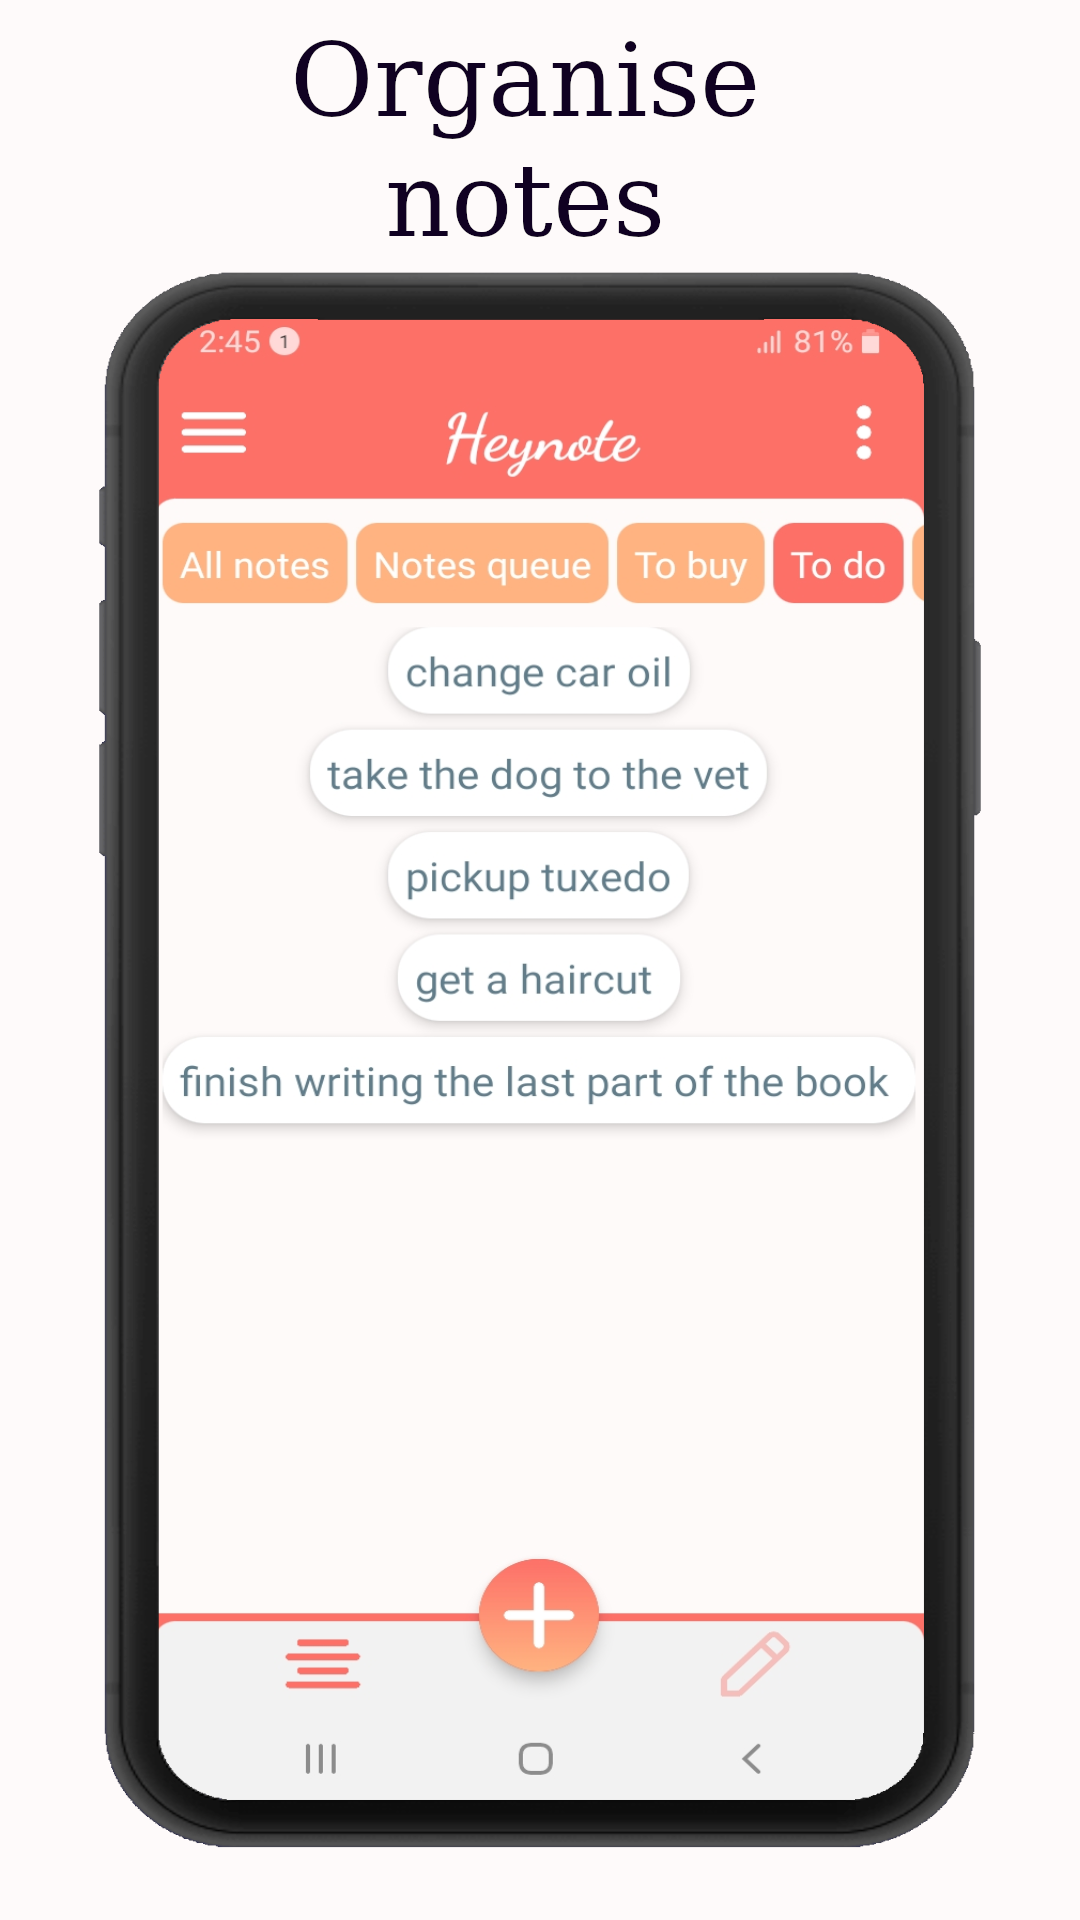 Organise
notes
2:45 1 81%
Heynote
All notes Notes queue To buy To do
change car oil
take the dog to the vet
pickup tuxedo
get a haircut
finish writing the last part of the book